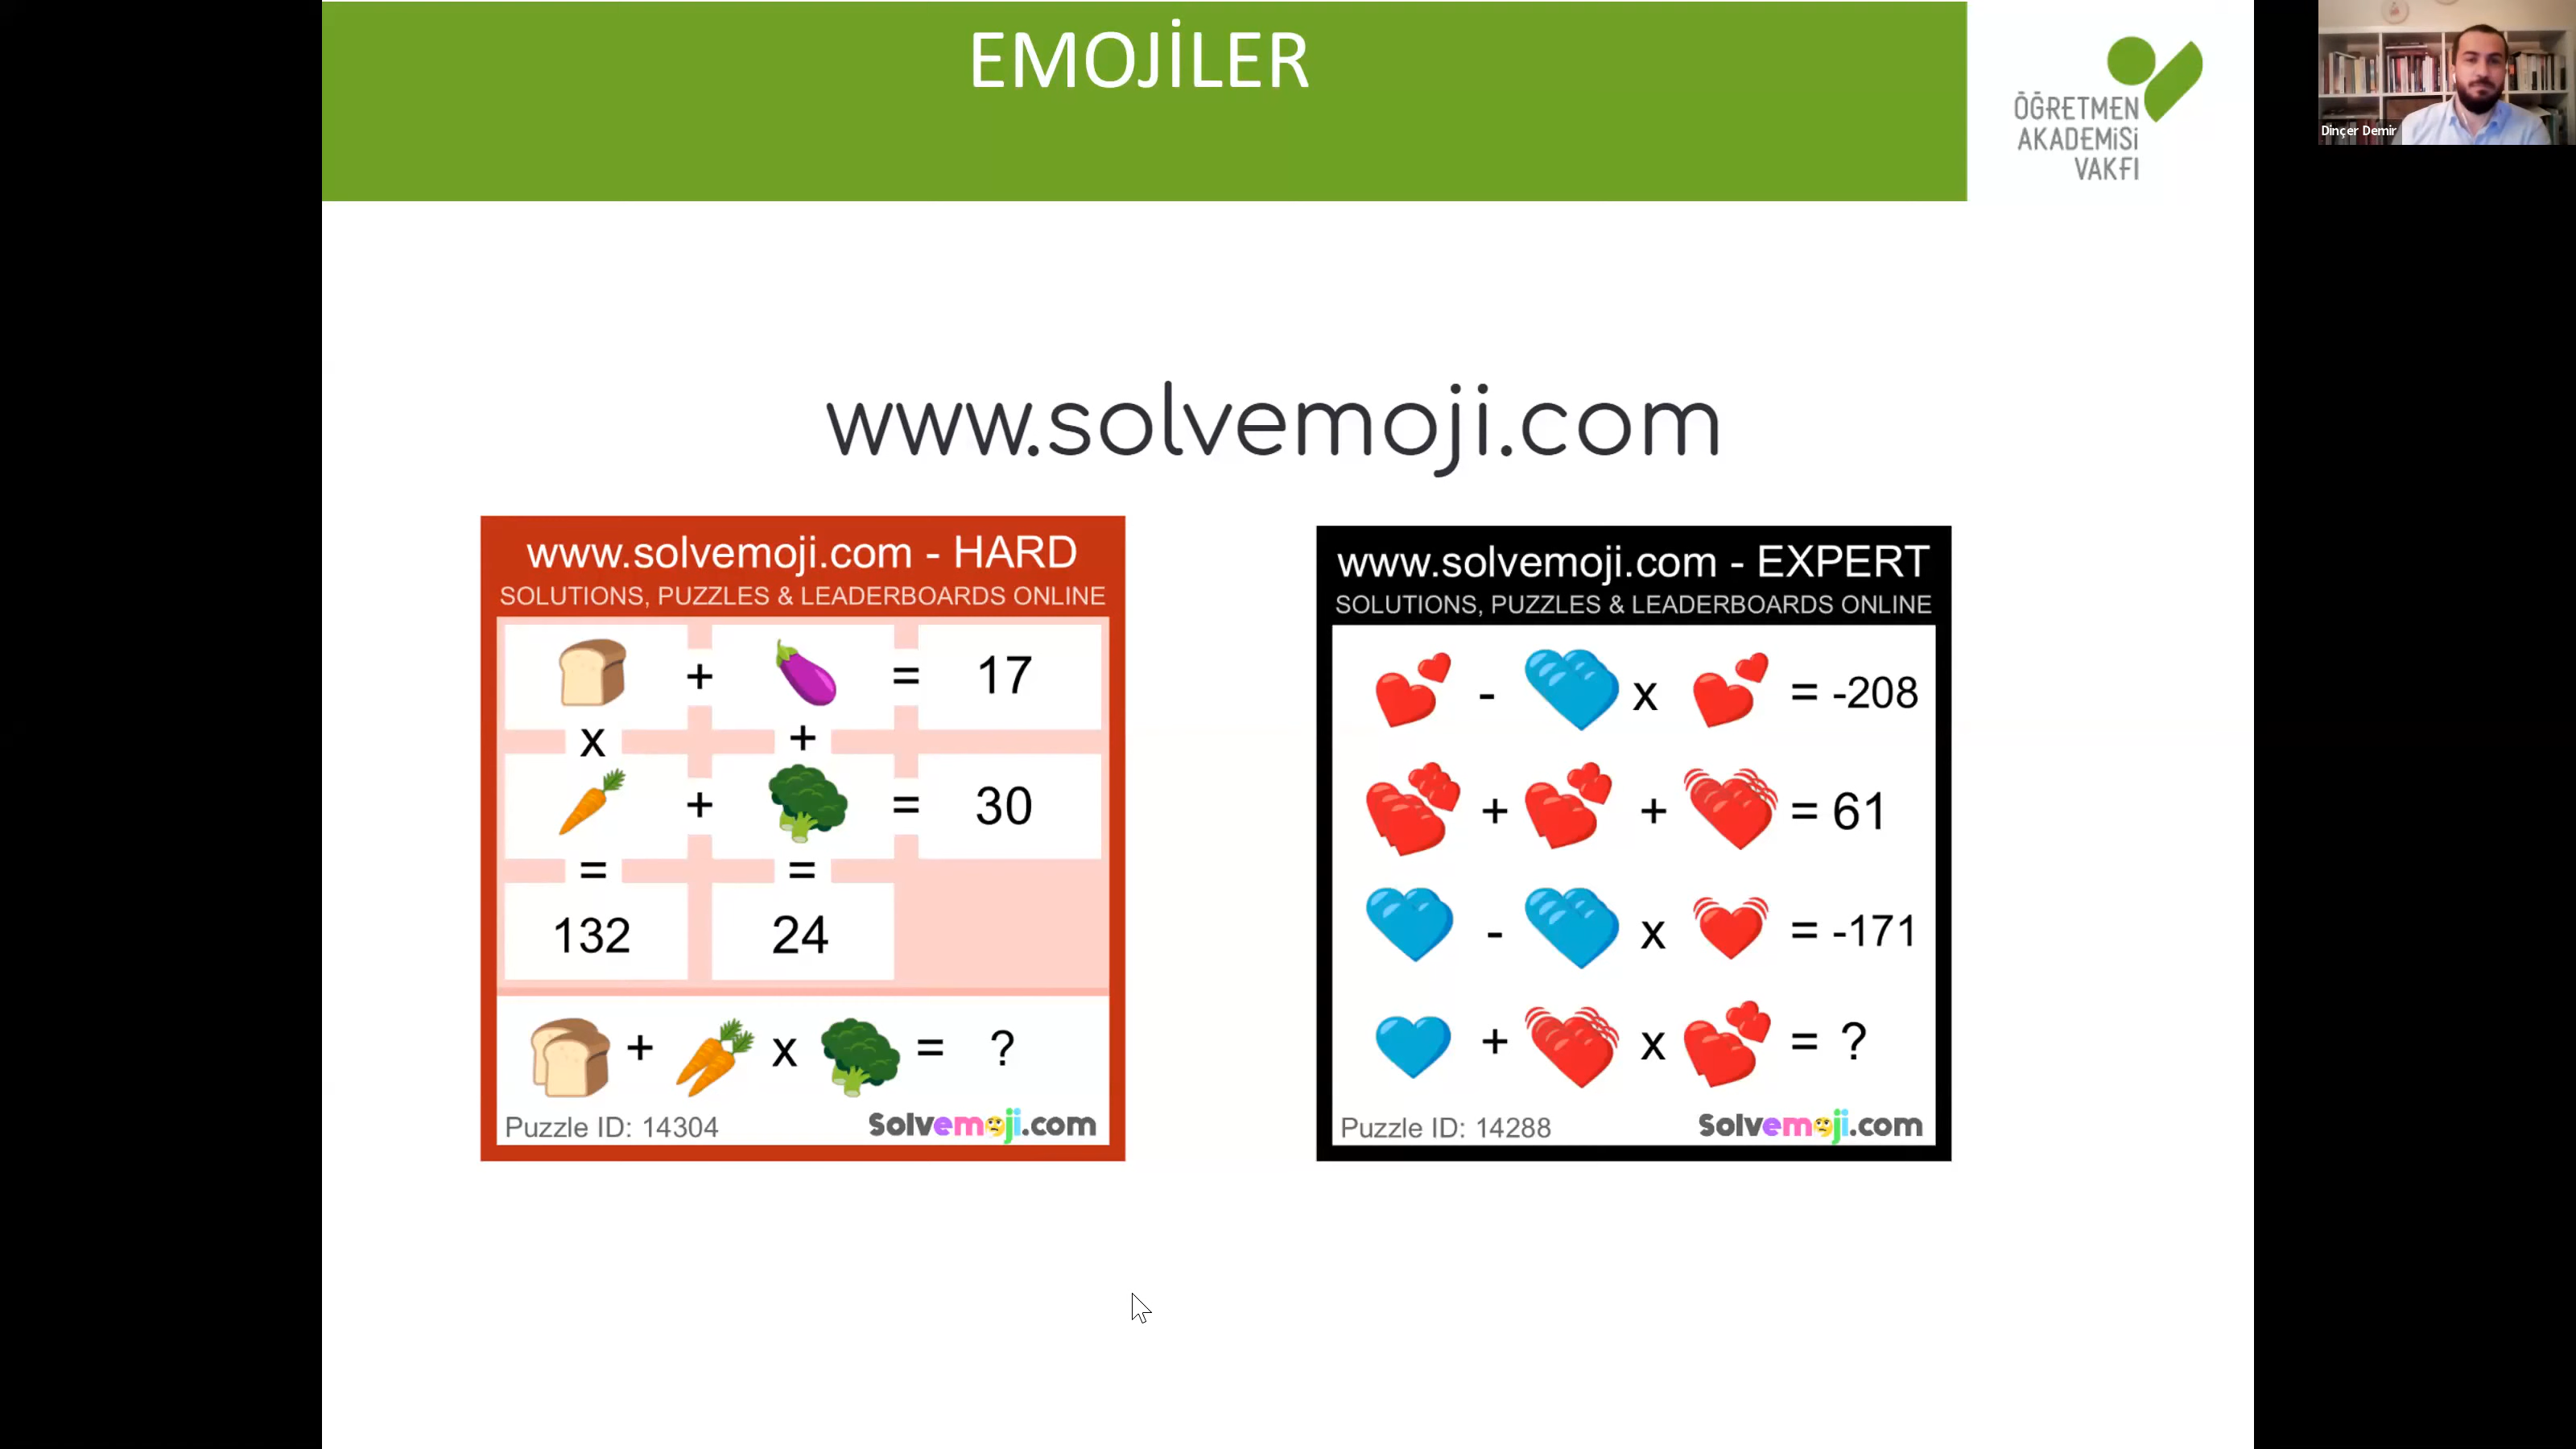 EMOJİLER
ÖĞRETMEN
AKADEMİSİ
VAKFI
Dinçer Demir
www.solvemoji.com
www.solvemoji.com - HARD
SOLUTIONS, PUZZLES & LEADERBOARDS ONLINE
+ = 17
x +
+ = 30
= =
132 24
+ x = ?
Puzzle ID: 14304 Solvemoji.com
www.solvemoji.com - EXPERT
SOLUTIONS, PUZZLES & LEADERBOARDS ONLINE
- x = -208
+ + = 61
- x = -171
+ x = ?
Puzzle ID: 14288 Solvemoji.com